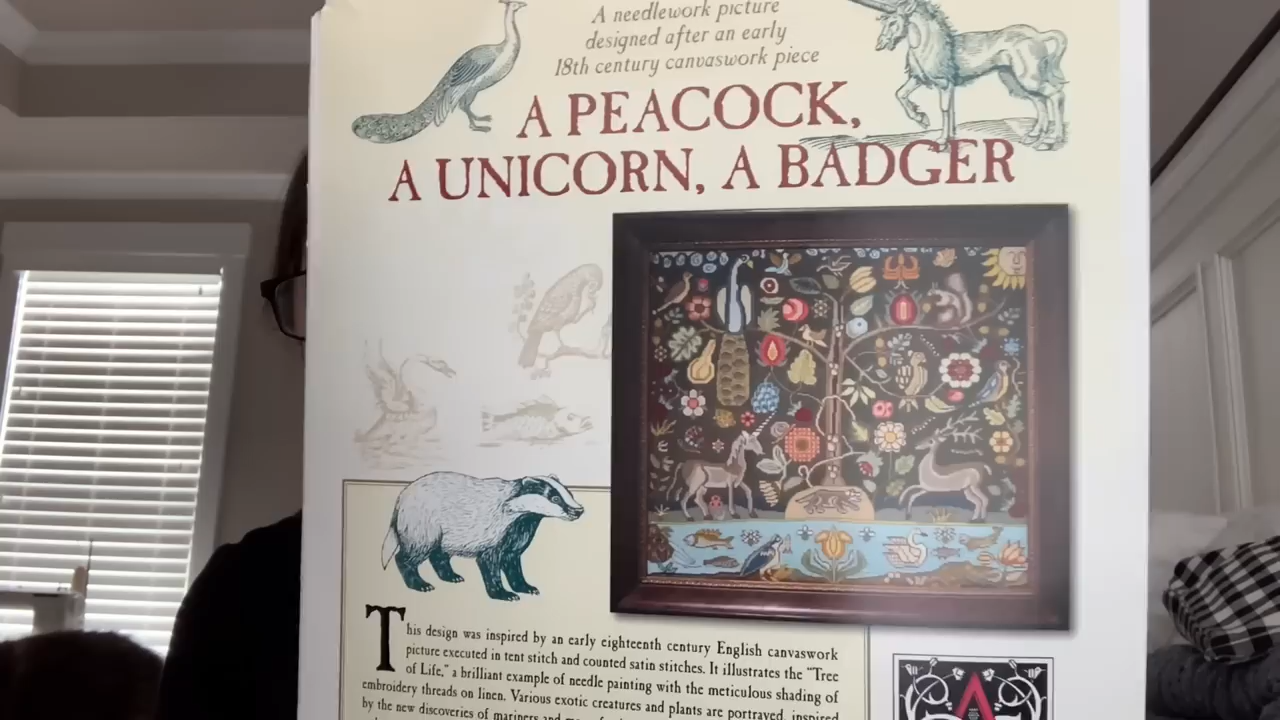 A needlework picture
designed after an early
18th century canvaswork piece
A PEACOCK,
A UNICORN, A BADGER
This design was inspired by an early eighteenth century English canvaswork
picture executed in tent stitch and counted satin stitches. It illustrates the "Tree
of Life," a brilliant example of needle painting with the meticulous shading of
embroidery threads on linen. Various exotic creatures and plants are portrayed, inspired
by the new discoveries of mariners and
A